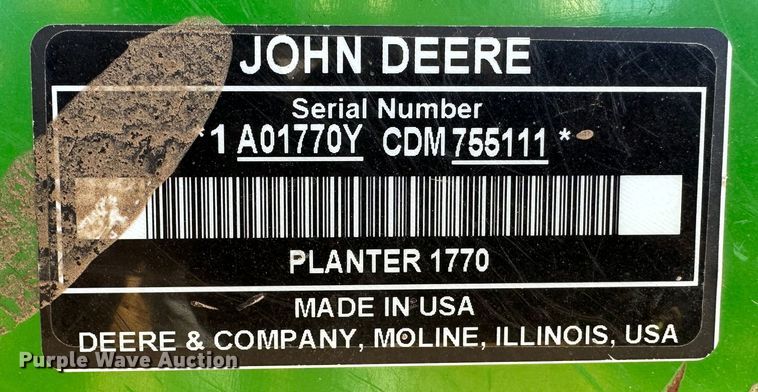 JOHN DEERE
Serial Number
*1 A01770Y CDM 755111 *
PLANTER 1770
MADE IN USA
DEERE & COMPANY, MOLINE, ILLINOIS, USA
Purple Wave Auction